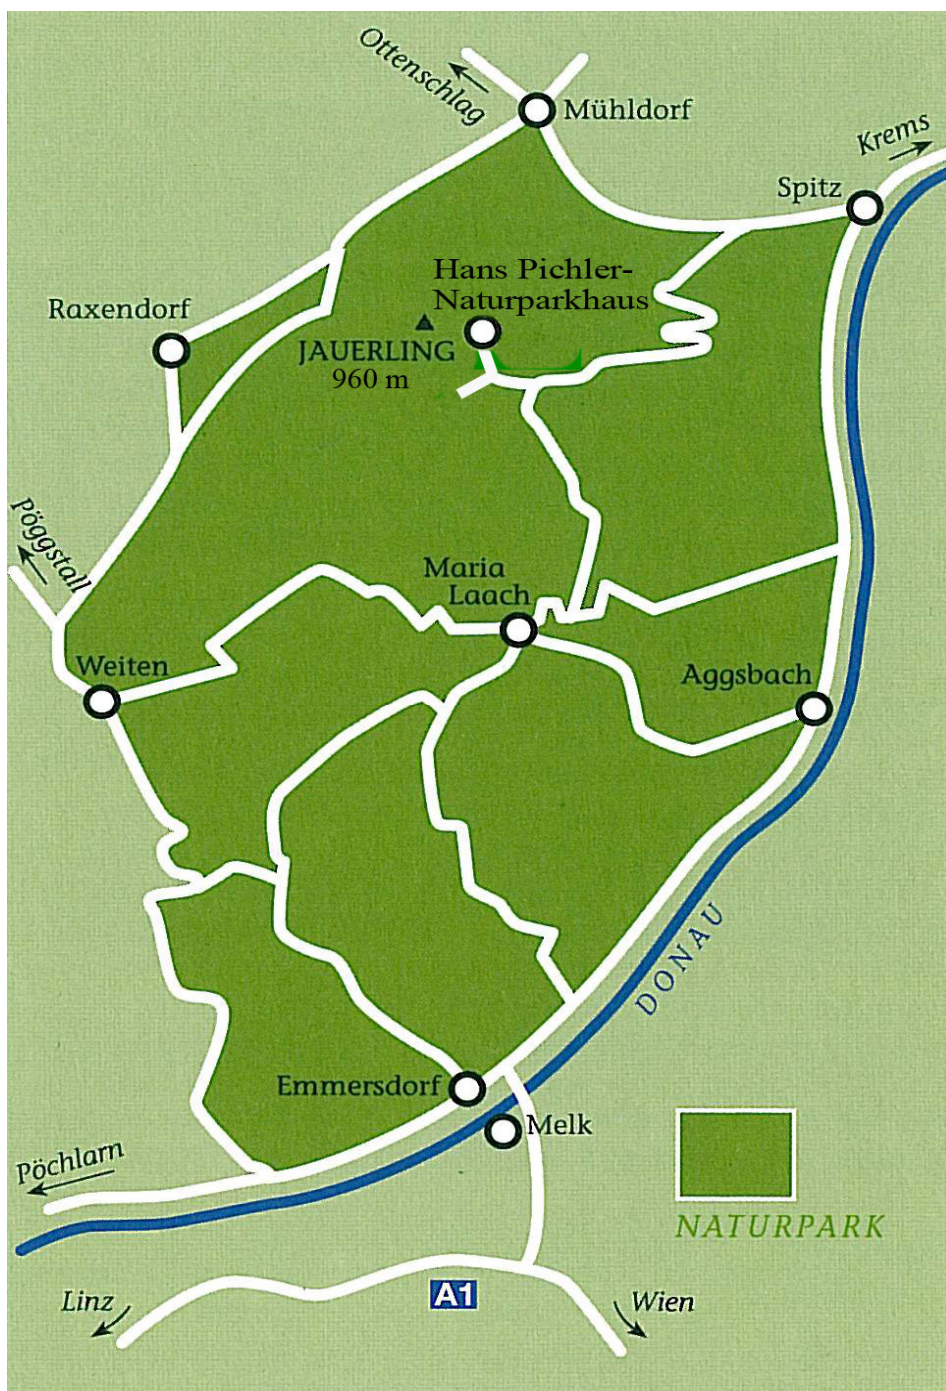 Ottenschlag
Mühldorf
Krems
Spitz
Hans Pichler-
Naturparkhaus
Raxendorf
JAUERLING
960 m
Pöggstall
Maria
Laach
Weiten
Aggsbach
DONAU
Emmersdorf
Melk
Pöchlarn
NATURPARK
A1
Linz
Wien